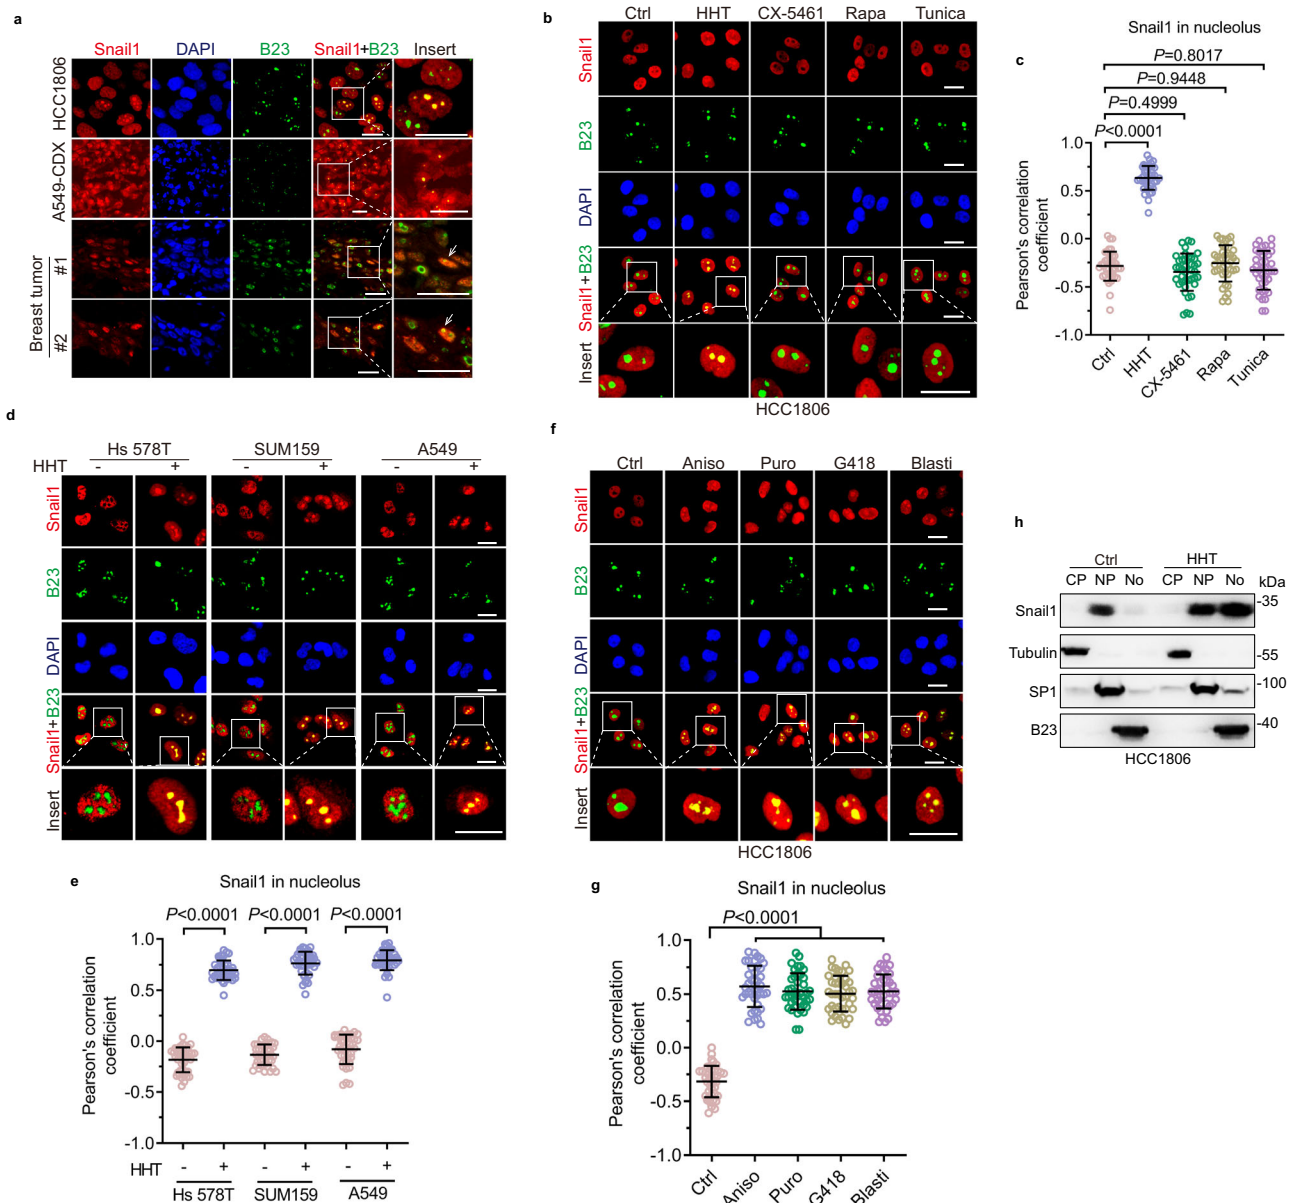 a
Snail1 DAPI B23 Snail1+B23 Insert
HCC1806
A549-CDX
Breast tumor
#1
#2
b
Ctrl HHT CX-5461 Rapa Tunica
Snail1
B23
DAPI
Snail1+B23
Insert
HCC1806
c
Snail1 in nucleolus
P=0.8017
P=0.9448
P=0.4999
P<0.0001
Pearson's correlation
coefficient
1.0
0.5
0.0
-0.5
-1.0
Ctrl HHT CX-5461 Rapa Tunica
d
Hs 578T SUM159 A549
HHT - + - + - +
Snail1
B23
DAPI
Snail1+B23
Insert
e
Snail1 in nucleolus
P<0.0001 P<0.0001 P<0.0001
Pearson's correlation
coefficient
1.0
0.5
0.0
-0.5
-1.0
HHT - + - + - +
Hs 578T SUM159 A549
f
Ctrl Aniso Puro G418 Blasti
Snail1
B23
DAPI
Snail1+B23
Insert
HCC1806
g
Snail1 in nucleolus
P<0.0001
Pearson's correlation
coefficient
1.0
0.5
0.0
-0.5
-1.0
Ctrl Aniso Puro G418 Blasti
h
Ctrl HHT
CP NP No CP NP No kDa
Snail1 -35
Tubulin -55
SP1 -100
B23 -40
HCC1806